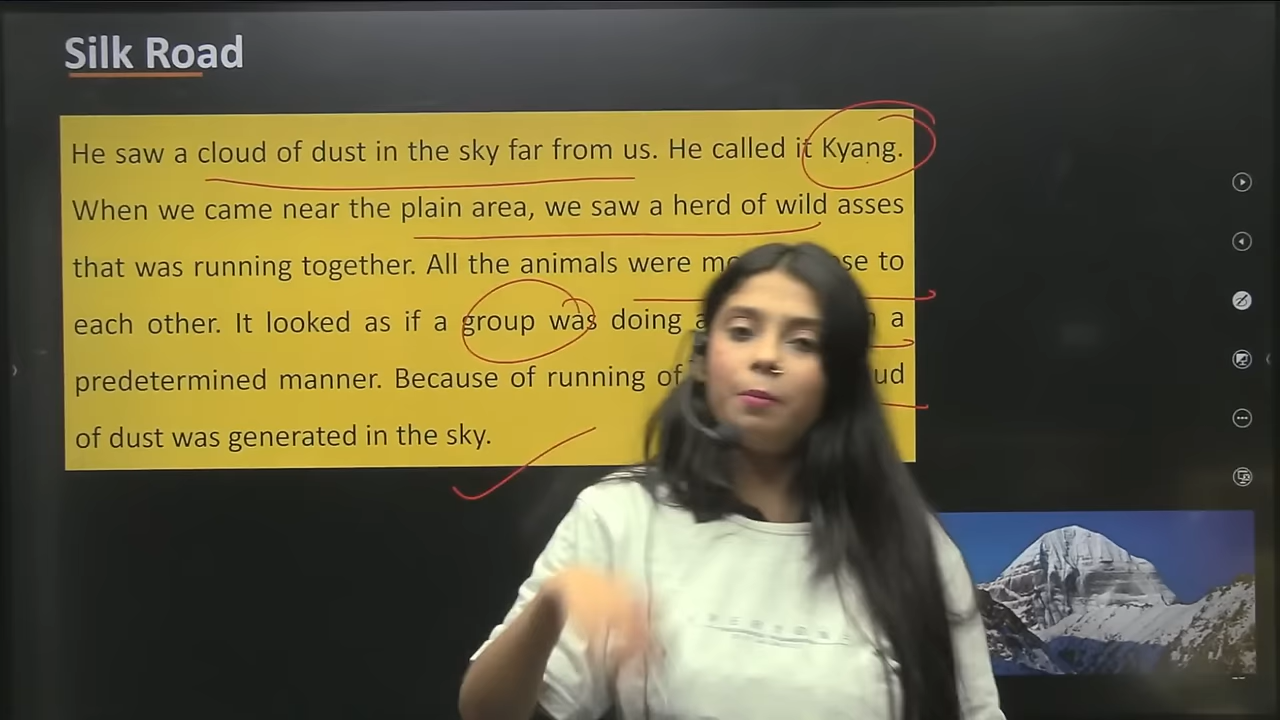 Silk Road
He saw a cloud of dust in the sky far from us. He called it Kyang.
When we came near the plain area, we saw a herd of wild asses
that was running together. All the animals were to
each other. It looked as if a group was doing a
predetermined manner. Because of running of
of dust was generated in the sky.